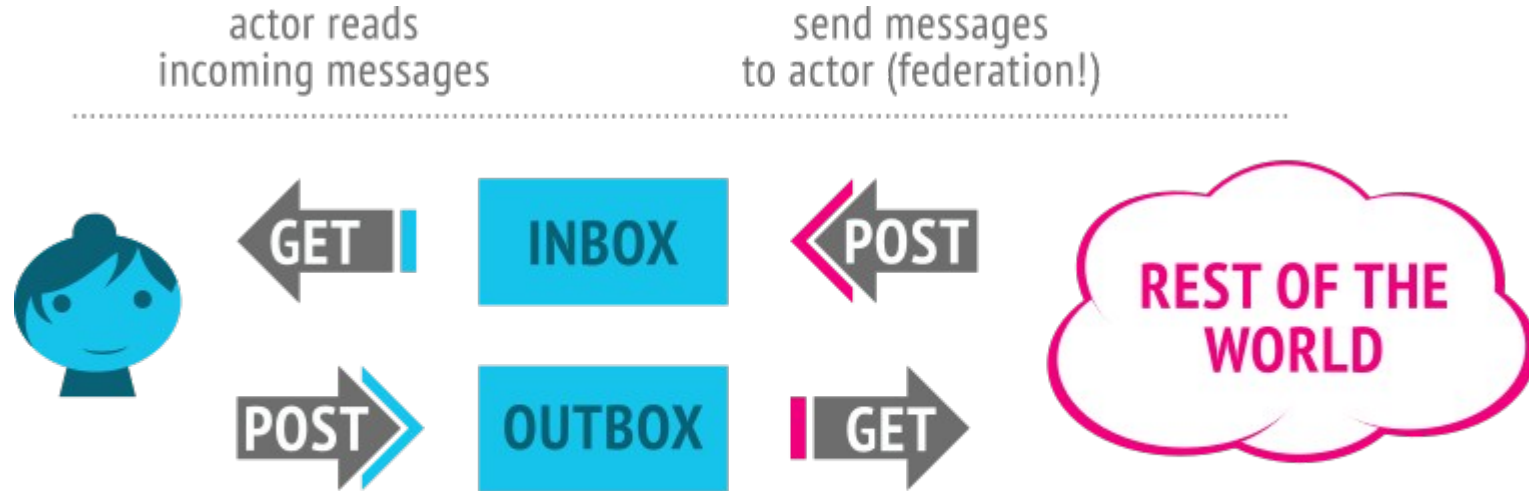 actor reads
incoming messages
send messages
to actor (federation!)
GET
INBOX
POST
REST OF THE
WORLD
POST
OUTBOX
GET